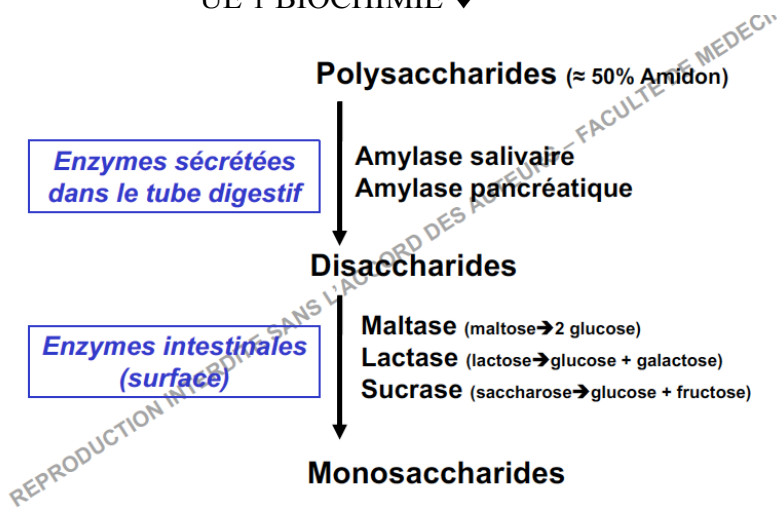 UE 1 BIOCHIMIE
Polysaccharides (≈ 50% Amidon)
Enzymes sécrétées
dans le tube digestif
Amylase salivaire
Amylase pancréatique
Disaccharides
Enzymes intestinales
(surface)
Maltase (maltose➔2 glucose)
Lactase (lactose➔glucose + galactose)
Sucrase (saccharose➔glucose + fructose)
Monosaccharides
REPRODUCTION INTERDITE SANS L'ACCORD DES AUTEURS – FACULTE DE MEDECIN